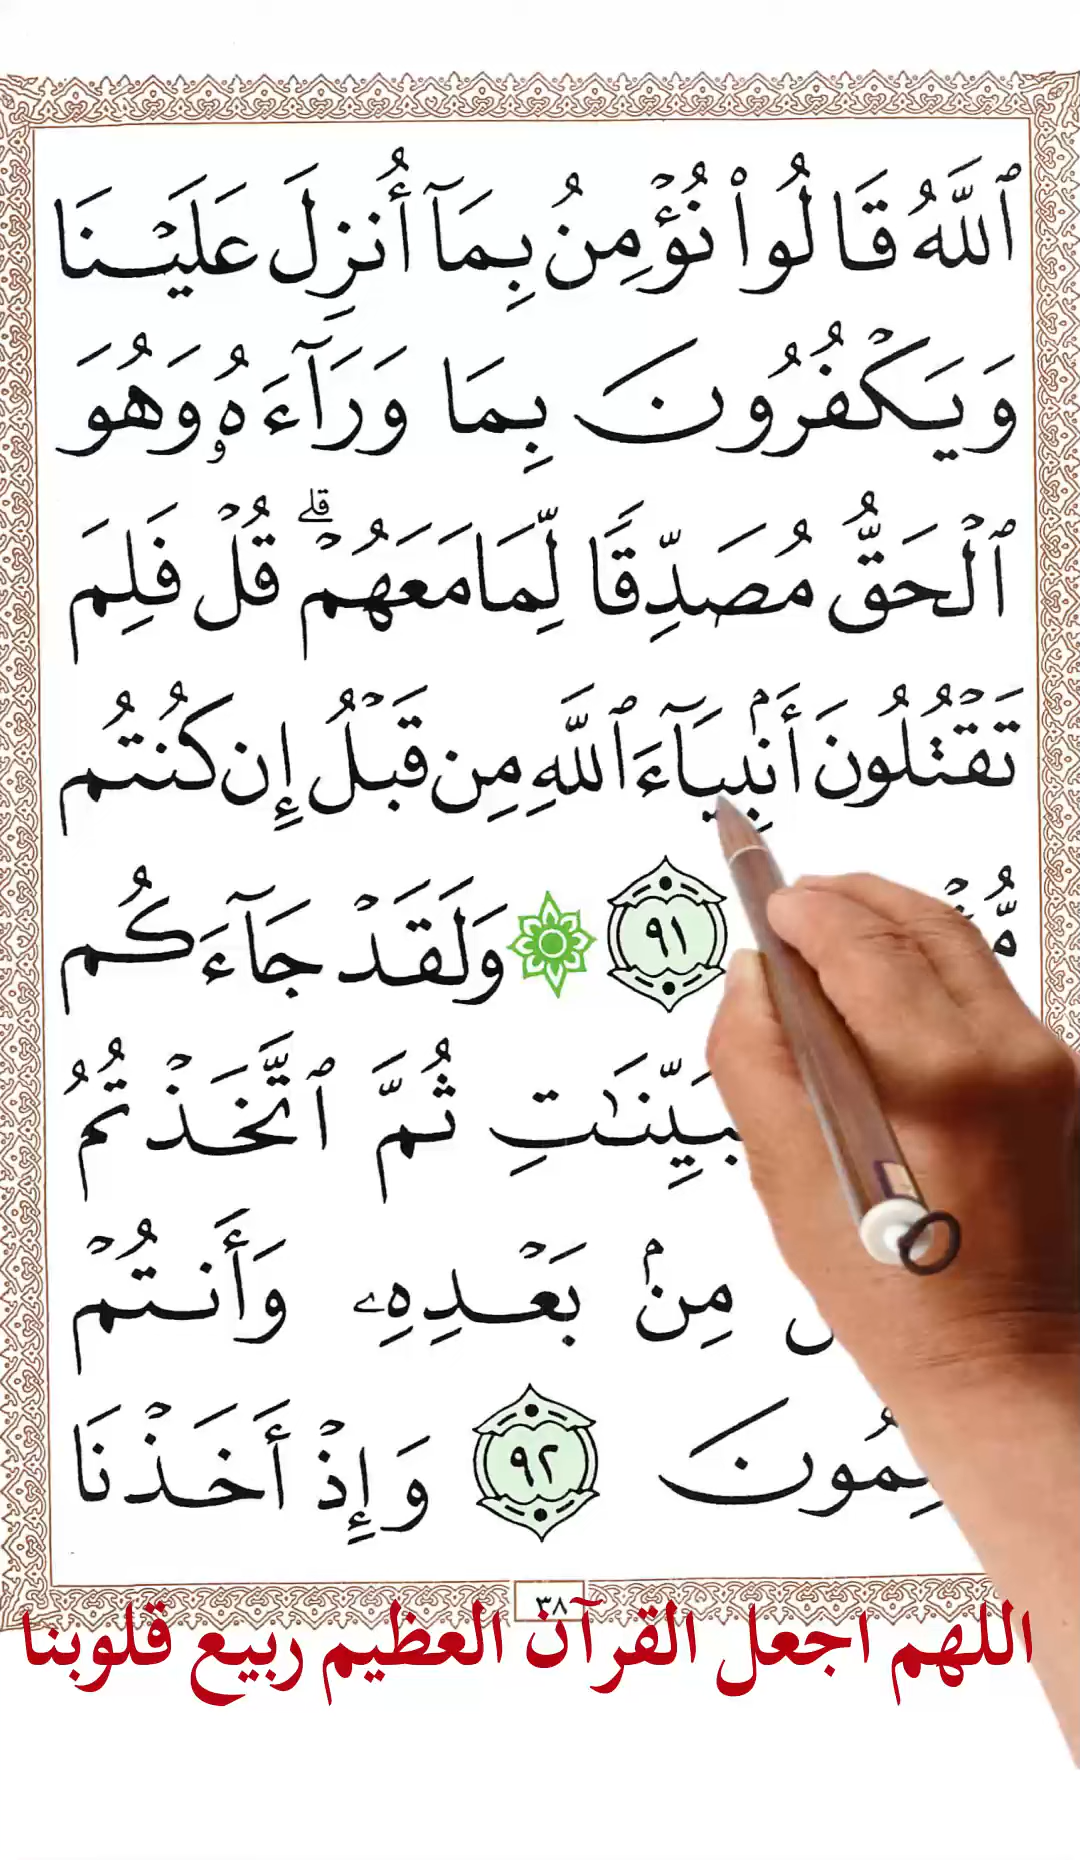 ٱللَّهُ قَالُوا۟ نُؤْمِنُ بِمَآ أُنزِلَ عَلَيْنَا
وَيَكْفُرُونَ بِمَا وَرَآءَهُۥ وَهُوَ
ٱلْحَقُّ مُصَدِّقًا لِّمَا مَعَهُمْ ۗ قُلْ فَلِمَ
تَقْتُلُونَ أَنۢبِيَآءَ ٱللَّهِ مِن قَبْلُ إِن كُنتُم
٩١ وَلَقَدْ جَآءَكُم
ثُمَّ ٱتَّخَذْتُمُ
مِنۢ بَعْدِهِۦ وَأَنتُمْ
٩٢ وَإِذْ أَخَذْنَا
٣٨
اللهم اجعل القرآن العظيم ربيع قلوبنا